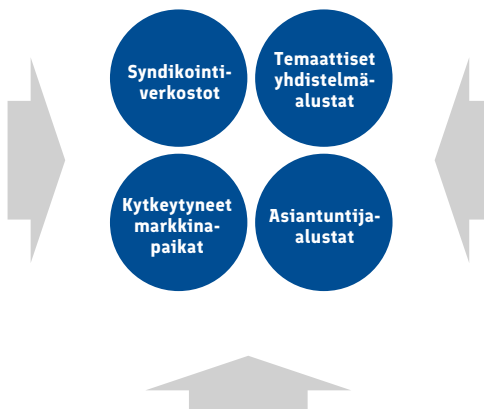 Syndikointi-
verkostot
Temaattiset
yhdistelmä-
alustat
Kytkeytyneet
markkina-
paikat
Asiantuntija-
alustat